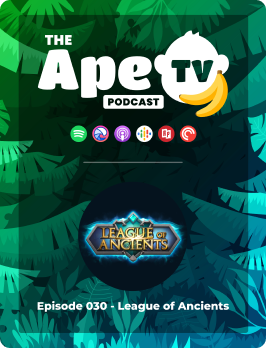 THE
Ape TV
PODCAST
LEAGUE OF
ANCIENTS
Episode 030 - League of Ancients